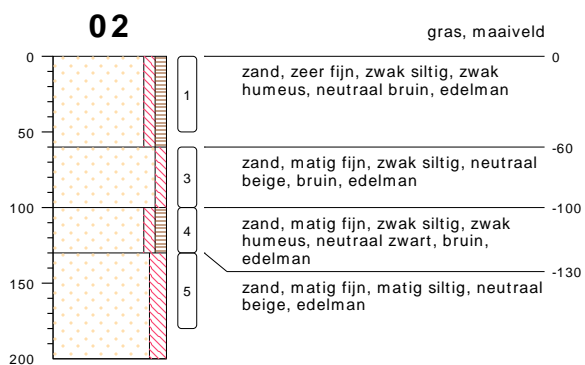 02
gras, maaiveld
0
0
zand, zeer fijn, zwak siltig, zwak
humeus, neutraal bruin, edelman
1
50
-60
zand, matig fijn, zwak siltig, neutraal
beige, bruin, edelman
3
100
-100
zand, matig fijn, zwak siltig, zwak
humeus, neutraal zwart, bruin,
edelman
4
-130
zand, matig fijn, matig siltig, neutraal
beige, edelman
150
5
200